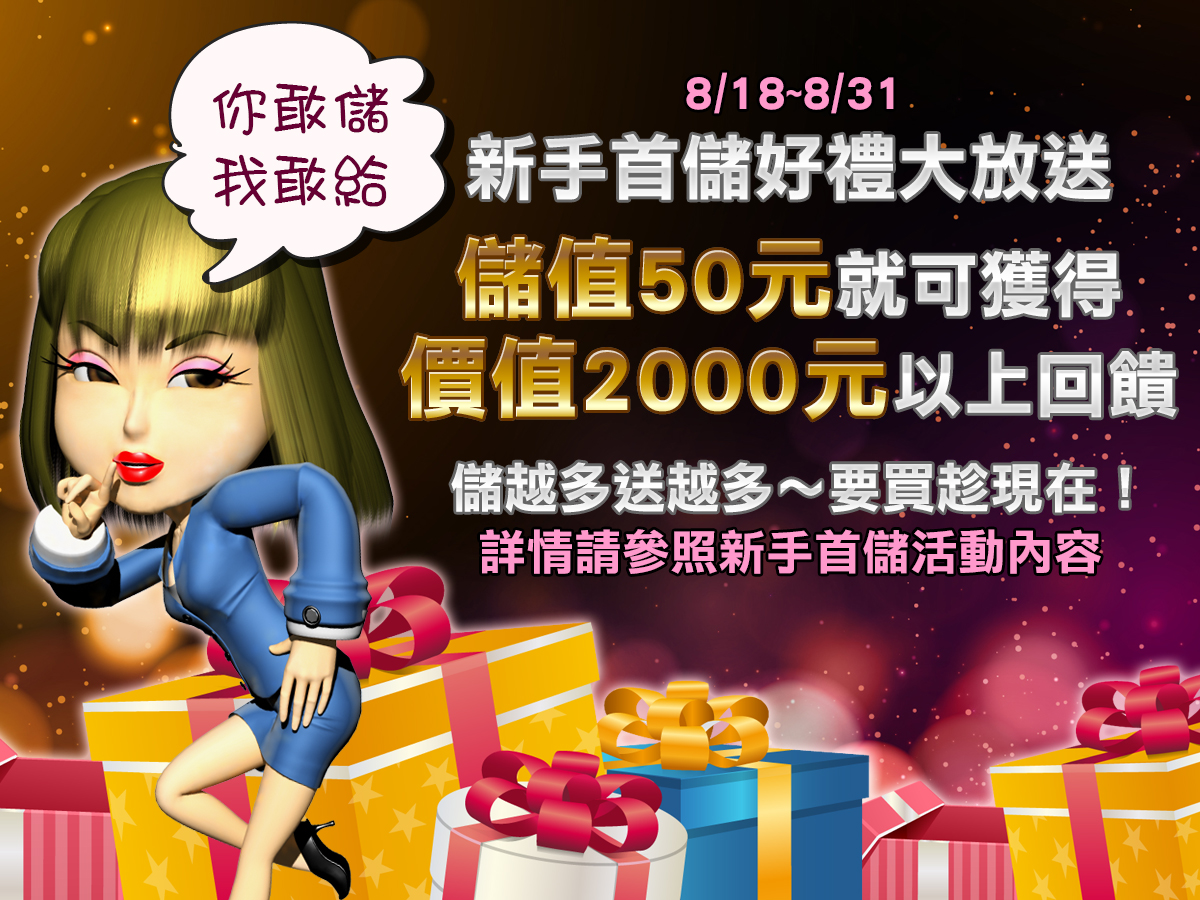 你敢儲
我敢給
8/18~8/31
新手首儲好禮大放送
儲值50元就可獲得
價值2000元以上回饋
儲越多送越多～要買趁現在！
詳情請參照新手首儲活動內容